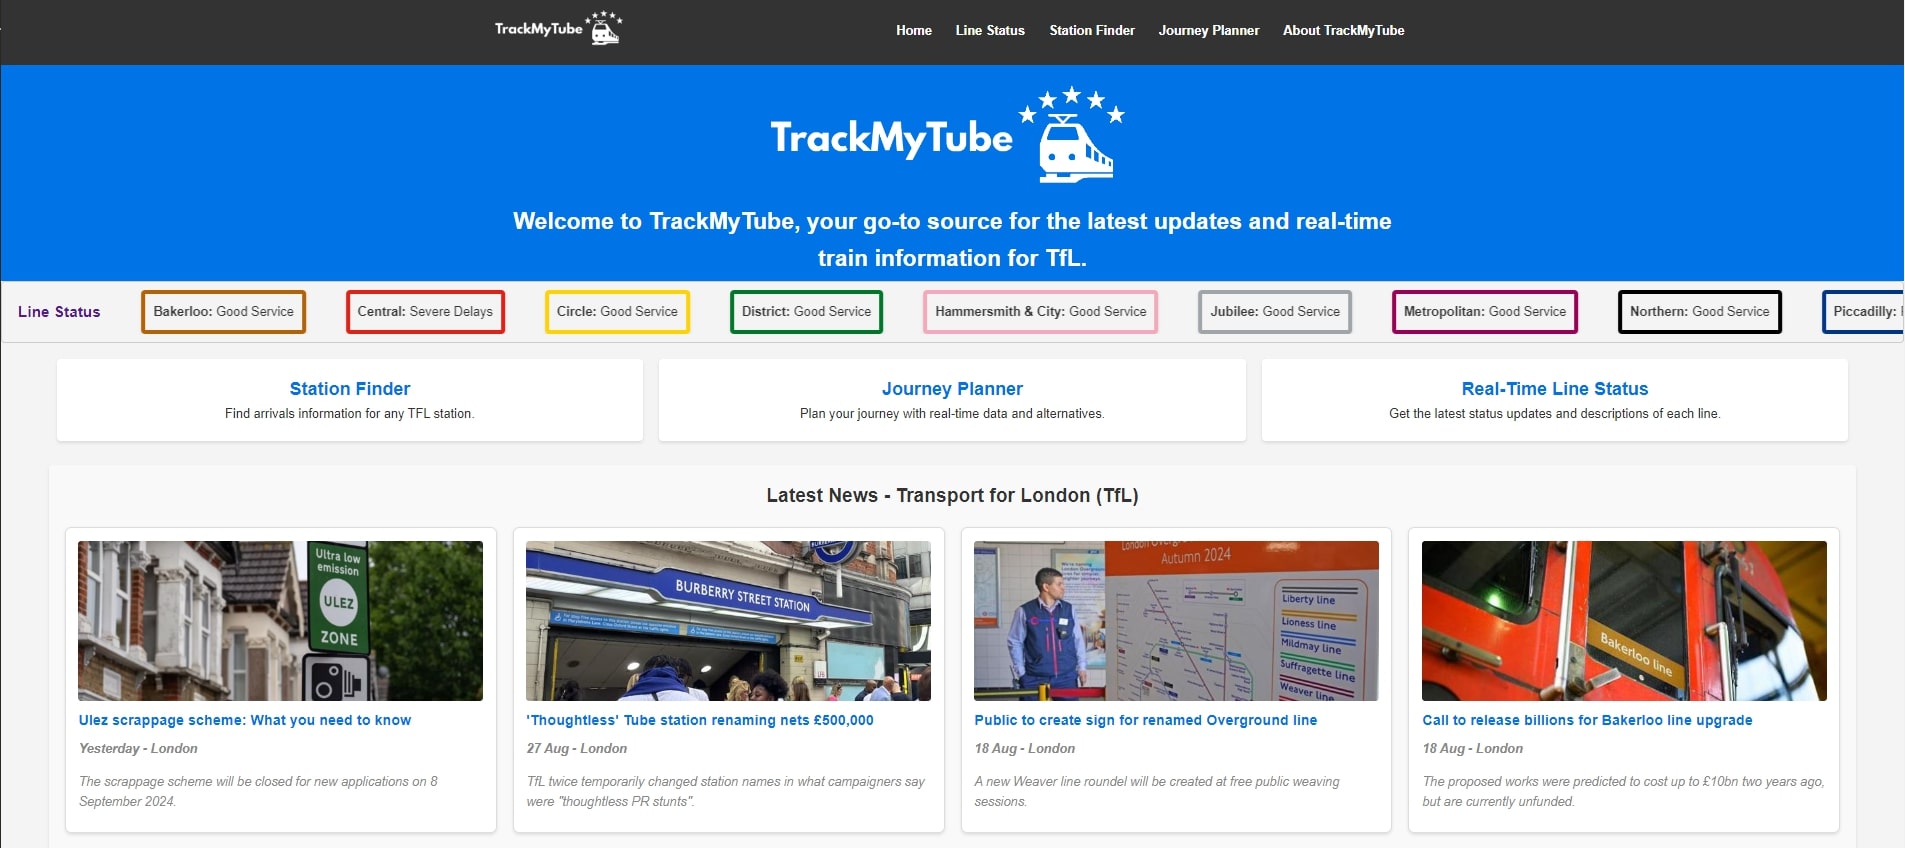 TrackMyTube
Home Line Status Station Finder Journey Planner About TrackMyTube
TrackMyTube
Welcome to TrackMyTube, your go-to source for the latest updates and real-time
train information for TfL.
Line Status
Bakerloo: Good Service
Central: Severe Delays
Circle: Good Service
District: Good Service
Hammersmith & City: Good Service
Jubilee: Good Service
Metropolitan: Good Service
Northern: Good Service
Piccadilly:
Station Finder
Find arrivals information for any TFL station.
Journey Planner
Plan your journey with real-time data and alternatives.
Real-Time Line Status
Get the latest status updates and descriptions of each line.
Latest News - Transport for London (TfL)
Ultra low
emission
ULEZ
ZONE
Ulez scrappage scheme: What you need to know
Yesterday - London
The scrappage scheme will be closed for new applications on 8
September 2024.
BURBERRY STREET STATION
'Thoughtless' Tube station renaming nets £500,000
27 Aug - London
TfL twice temporarily changed station names in what campaigners say
were "thoughtless PR stunts".
Autumn 2024
Liberty line
Lioness line
Mildmay line
Suffragette line
Weaver line
Public to create sign for renamed Overground line
18 Aug - London
A new Weaver line roundel will be created at free public weaving
sessions.
Bakerloo line
Call to release billions for Bakerloo line upgrade
18 Aug - London
The proposed works were predicted to cost up to £10bn two years ago,
but are currently unfunded.